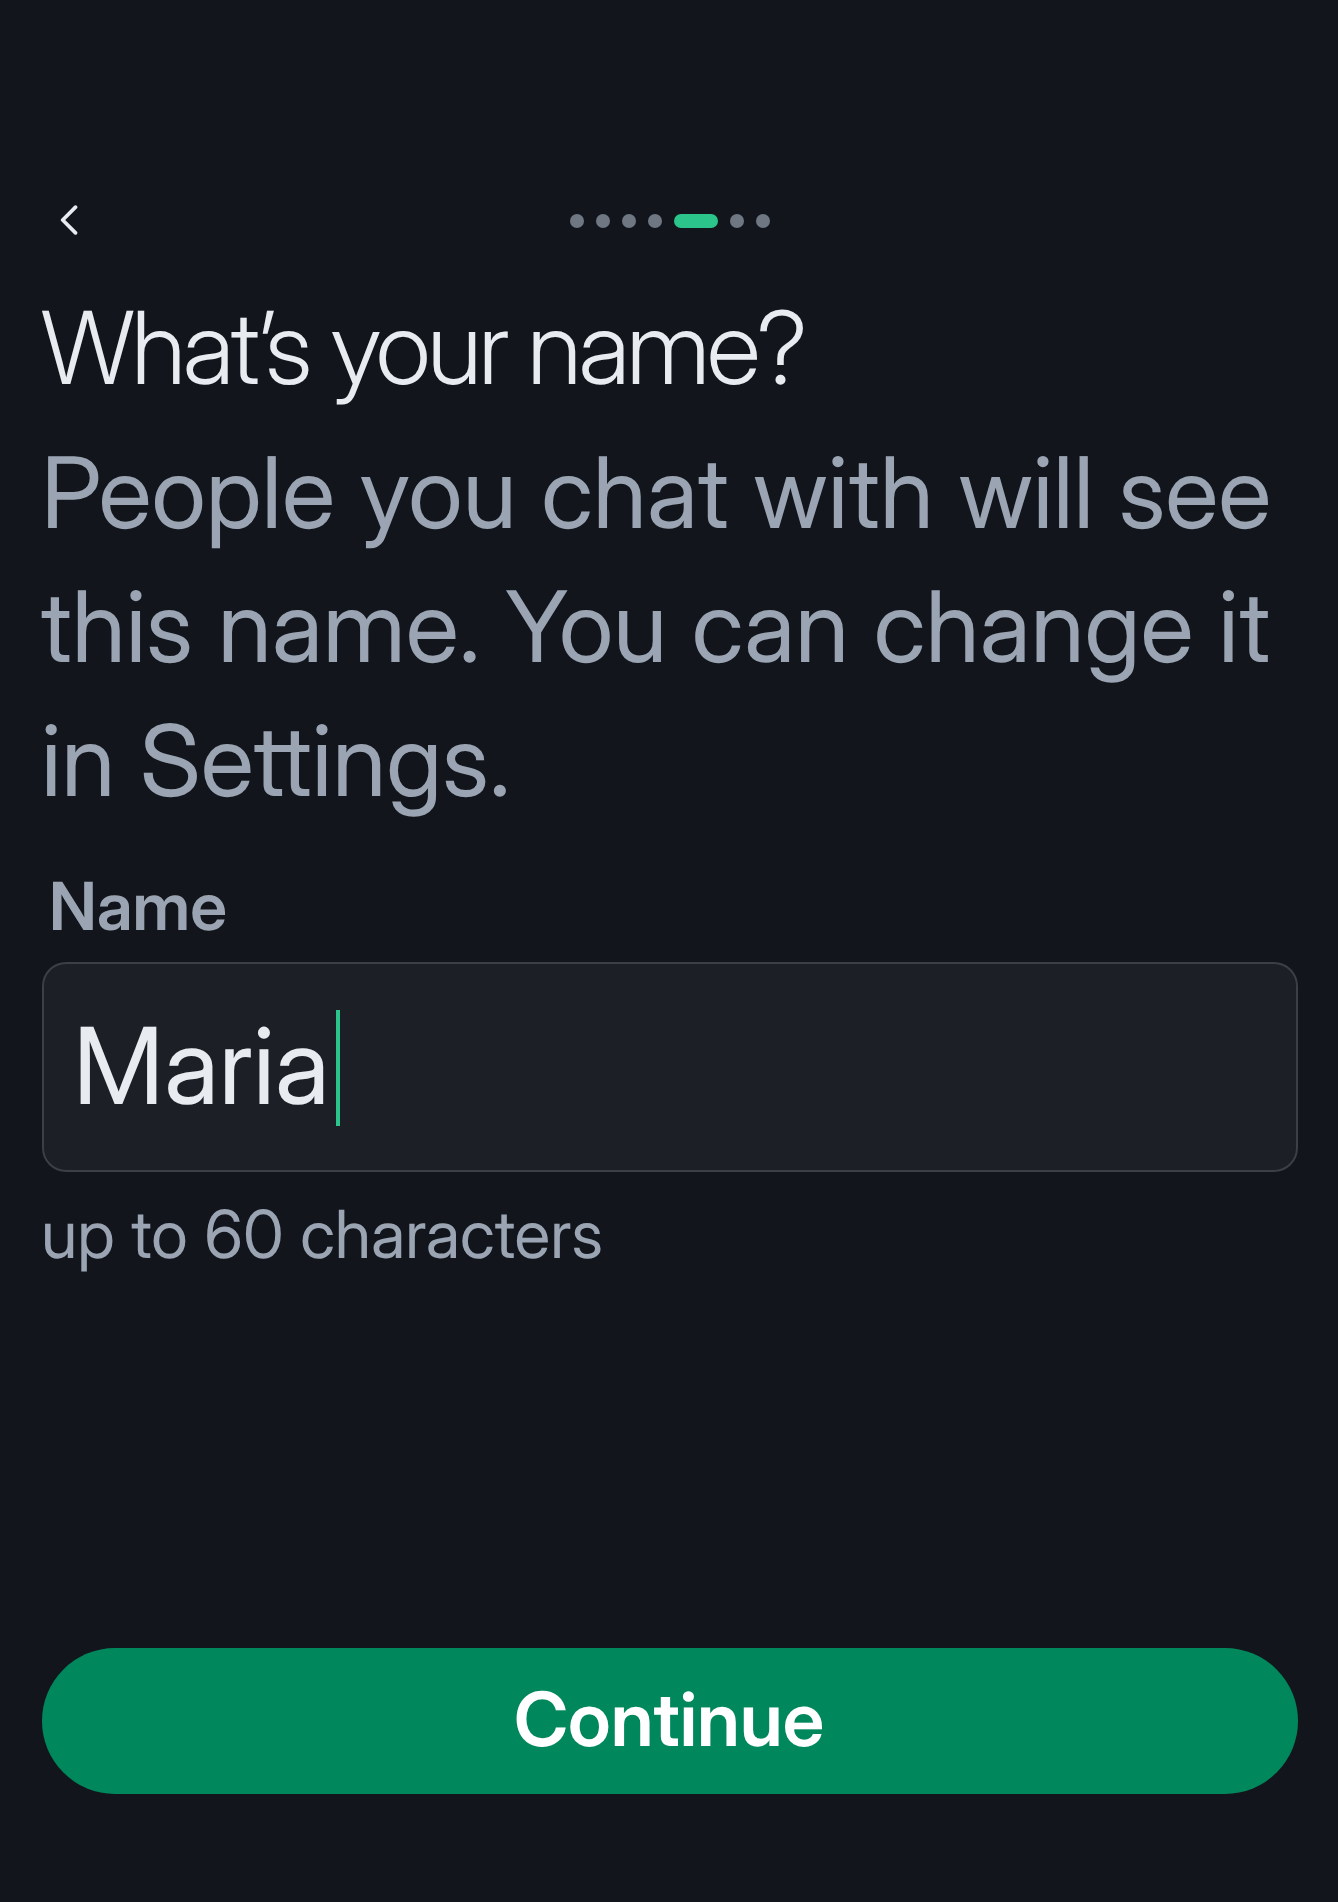 What’s your name?
People you chat with will see
this name. You can change it
in Settings.
Name
Maria
up to 60 characters
Continue